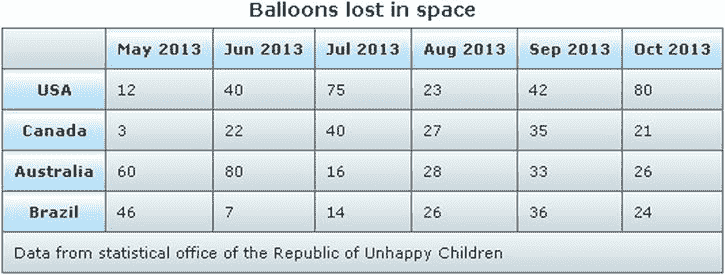 Balloons lost in space
May 2013 Jun 2013 Jul 2013 Aug 2013 Sep 2013 Oct 2013
USA 12 40 75 23 42 80
Canada 3 22 40 27 35 21
Australia 60 80 16 28 33 26
Brazil 46 7 14 26 36 24
Data from statistical office of the Republic of Unhappy Children